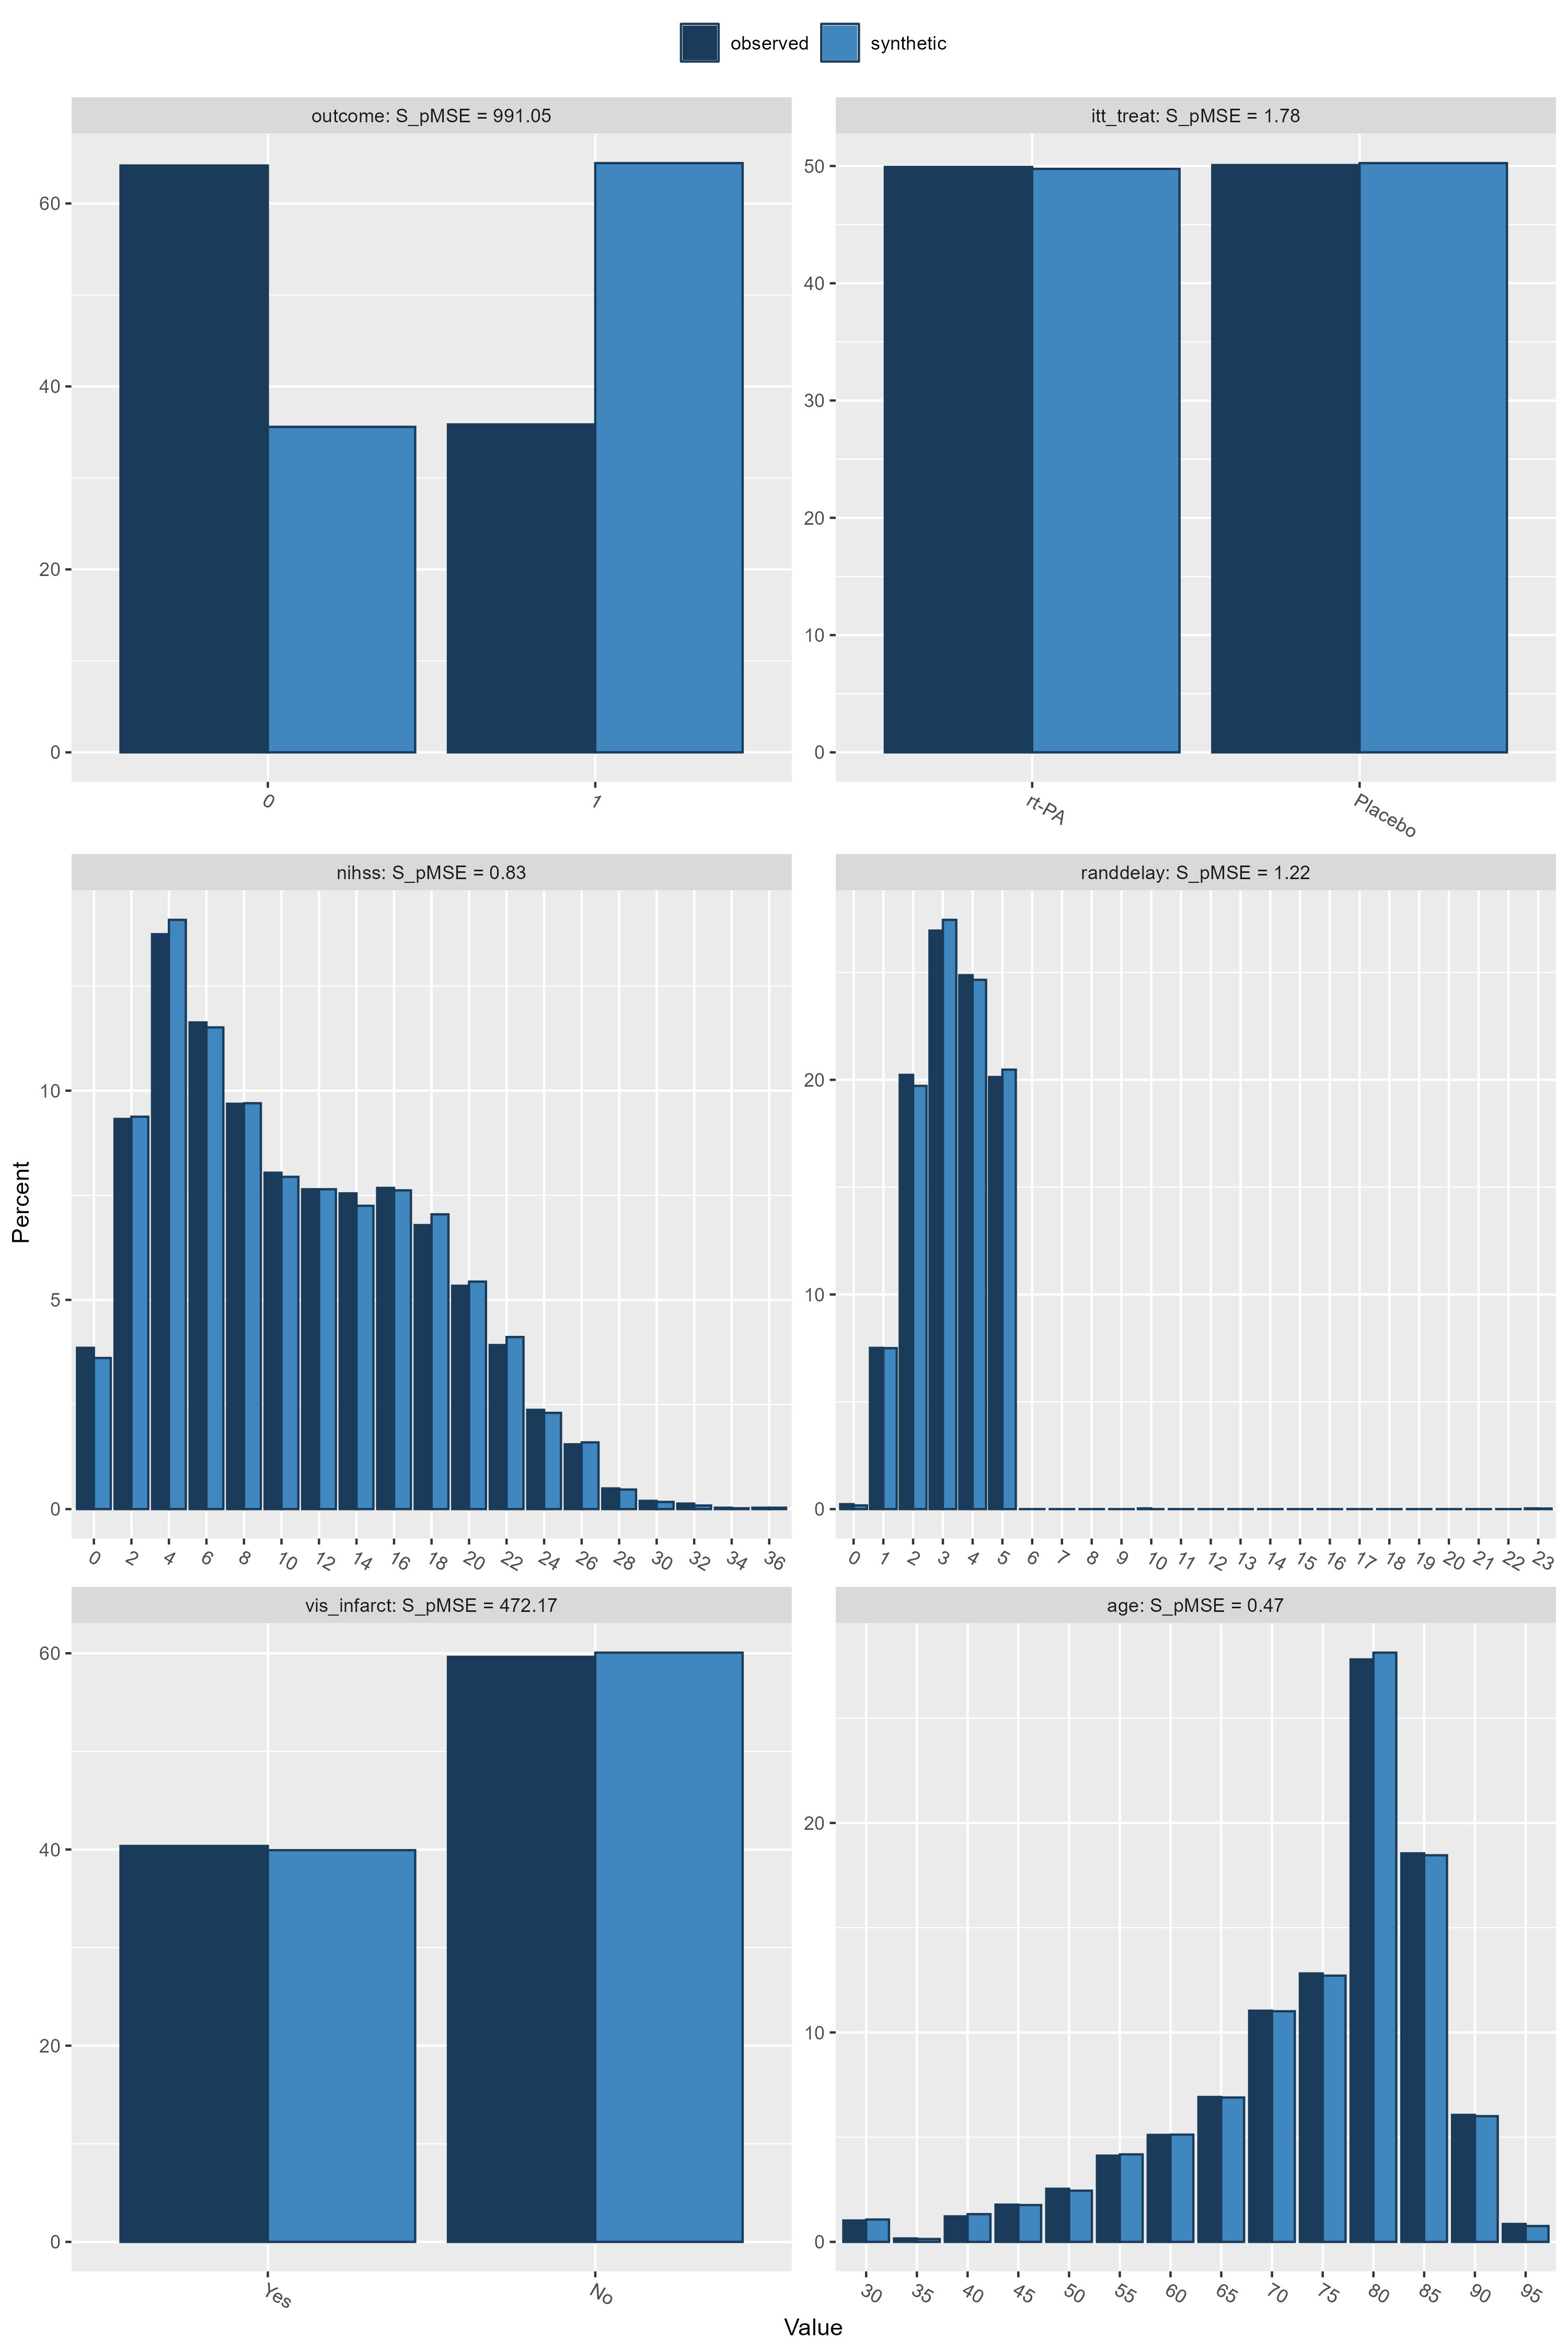 observed synthetic
outcome: S_pMSE = 991.05
itt_treat: S_pMSE = 1.78
60
40
20
0
50
40
30
20
10
0
0 1
rt-PA Placebo
nihss: S_pMSE = 0.83
randdelay: S_pMSE = 1.22
10
5
0
20
10
0
0 2 4 6 8 10 12 14 16 18 20 22 24 26 28 30 32 34 36
0 1 2 3 4 5 6 7 8 9 10 11 12 13 14 15 16 17 18 19 20 21 22 23
Percent
vis_infarct: S_pMSE = 472.17
age: S_pMSE = 0.47
60
40
20
0
20
10
0
Yes No
30 35 40 45 50 55 60 65 70 75 80 85 90 95
Value